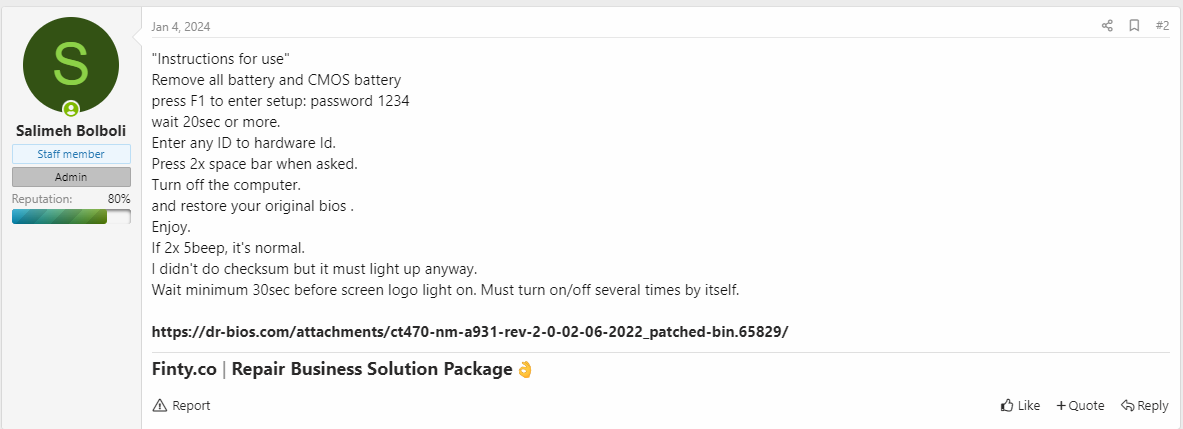 S
Salimeh Bolboli
Staff member
Admin
Reputation: 80%
Jan 4, 2024
#2
"Instructions for use"
Remove all battery and CMOS battery
press F1 to enter setup: password 1234
wait 20sec or more.
Enter any ID to hardware Id.
Press 2x space bar when asked.
Turn off the computer.
and restore your original bios .
Enjoy.
If 2x 5beep, it's normal.
I didn't do checksum but it must light up anyway.
Wait minimum 30sec before screen logo light on. Must turn on/off several times by itself.
https://dr-bios.com/attachments/ct470-nm-a931-rev-2-0-02-06-2022_patched-bin.65829/
Finty.co | Repair Business Solution Package👌
Report
Like
+Quote
Reply